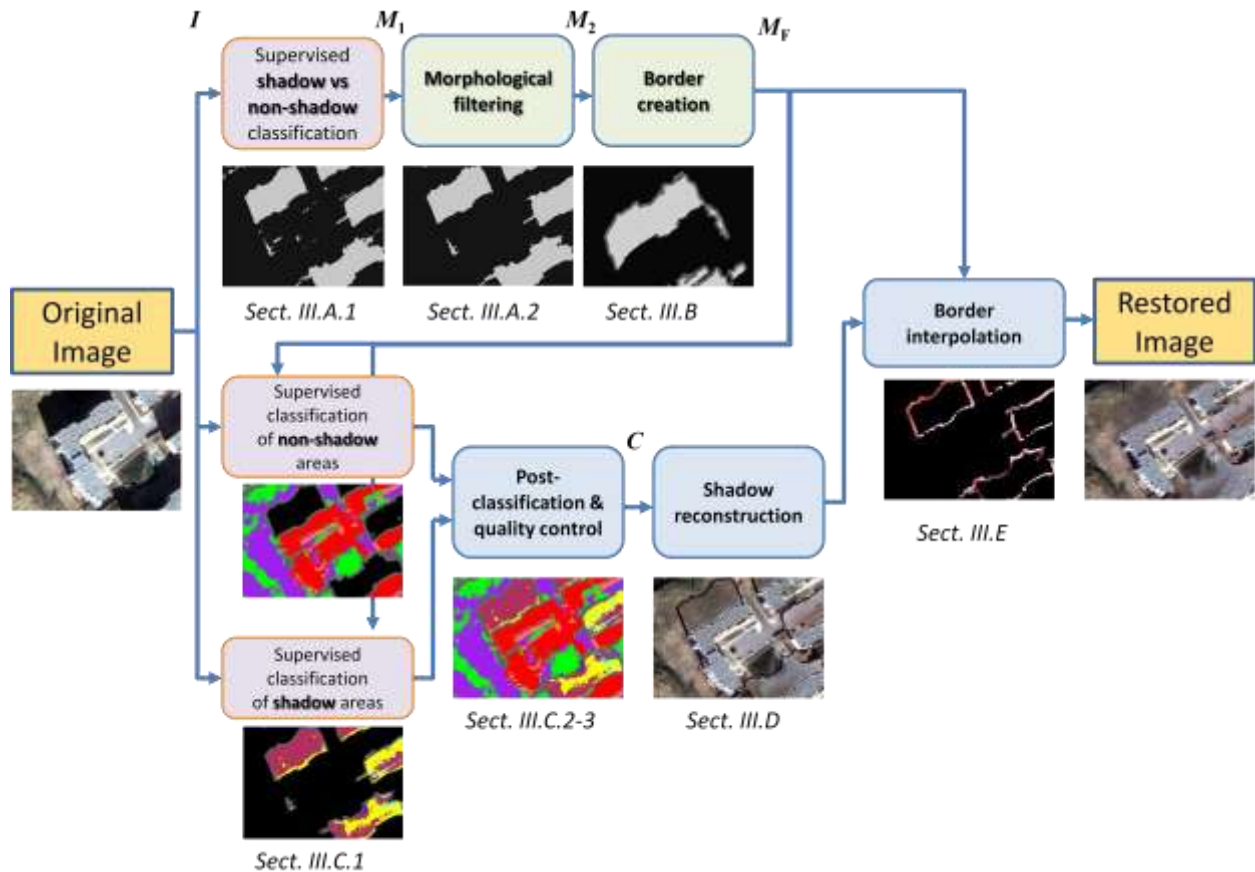 I
M1
M2
MF
Supervised
shadow vs
non-shadow
classification
Morphological
filtering
Border
creation
Sect. III.A.1
Sect. III.A.2
Sect. III.B
Original
Image
Border
interpolation
Restored
Image
Supervised
classification
of non-shadow
areas
C
Post-
classification &
quality control
Shadow
reconstruction
Sect. III.E
Supervised
classification
of shadow areas
Sect. III.C.2-3
Sect. III.D
Sect. III.C.1